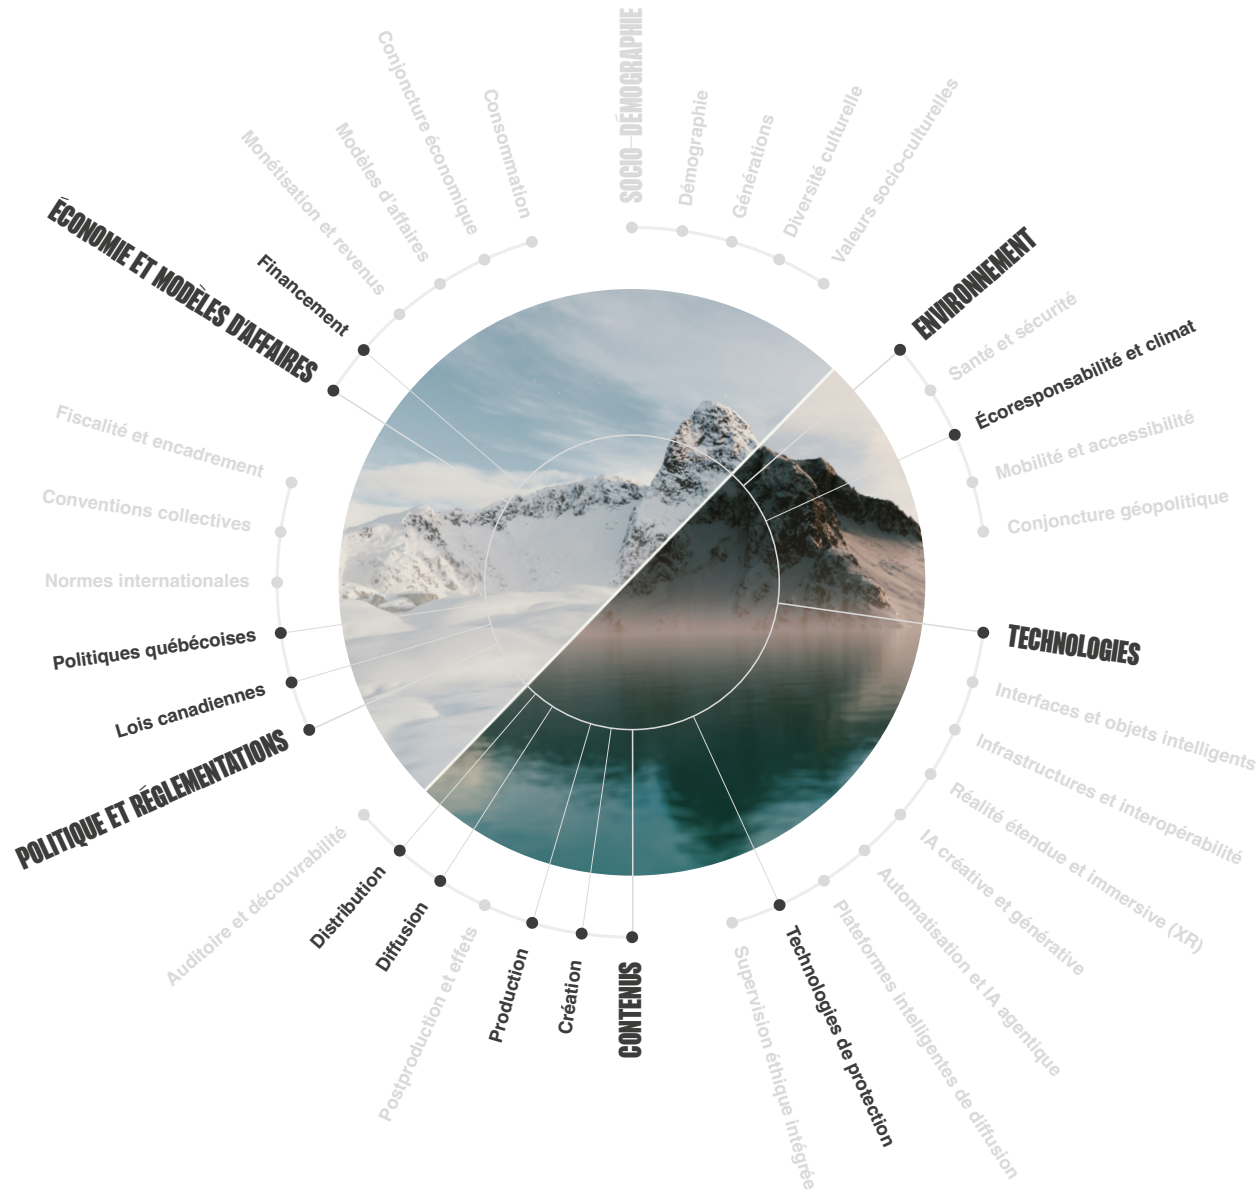 SOCIO-DÉMOGRAPHIE
Démographie
Générations
Diversité culturelle
Valeurs socio-culturelles
ENVIRONNEMENT
Santé et sécurité
Écoresponsabilité et climat
Mobilité et accessibilité
Conjoncture géopolitique
TECHNOLOGIES
Interfaces et objets intelligents
Infrastructures et interopérabilité
Réalité étendue et immersive (XR)
IA créative et générative
Automatisation et IA agentique
Plateformes intelligentes de diffusion
Technologies de protection
Supervision éthique intégrée
CONTENUS
Création
Production
Postproduction et effets
Diffusion
Distribution
Auditoire et découvrabilité
POLITIQUE ET RÉGLEMENTATIONS
Lois canadiennes
Politiques québécoises
Normes internationales
Conventions collectives
Fiscalité et encadrement
ÉCONOMIE ET MODÈLES D'AFFAIRES
Financement
Monétisation et revenus
Modèles d'affaires
Conjoncture économique
Consommation